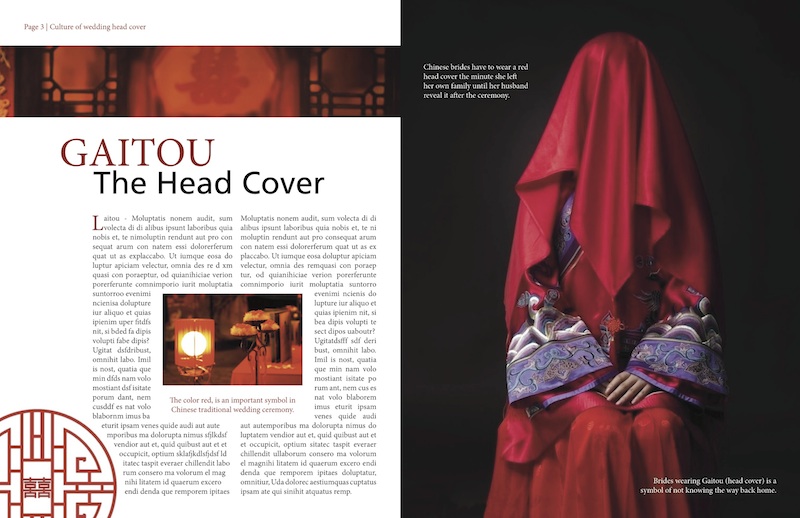 Page 3 | Culture of wedding head cover
GAITOU
The Head Cover
Laitou - Moluptatis nonem audit, sum
volecta di di alibus ipsunt laboribus quia
nobis et, te nimoluptin rendunt aut pro con
sequat arum con natem essi dolorerferum
quat ut as explaccabo. Ut iumque eosa do
luptur apiciam velectur, omnia des re d xm
quasi con poraeptur, od quianihiciae verion
porerferunte comnimporio iurit moluptatia
suntorroo evenimi
ncienisa dolupture
iur aliquo et quias
ipienim uper fitdfs
nit, si bded fa dipis
volupti fabe dipis?
Ugitat dsfdribust,
omnihit labo. Imil
is nost, quatia que
min dfds nam volo
mostiant dsf isitate
porum dant, nem
cusddf es nat volo
blabornm imus ba
eturit ipsam venes quide audi aut aute
mporibus ma dolorupta nimus sfjlkdsf
vendior aut et, quid quibust aut et et
occupicit, optium sklafjkdlsfjdsf ld
itatec taspit everaer chillendit labo
rum consero ma volorum el mag
nihi litatem id quaerum excero
endi denda que remporem ipitaes
Moluptatis nonem audit, sum volecta di di
alibus ipsunt laboribus quia nobis et, te ni
moluptin rendunt aut pro consequat arum
con natem essi dolorerferum quat ut as ex
placcabo. Ut iumque eosa doluptur apiciam
velectur, omnia des remquasi con poraep
tur, od quianihiciae verion porerferunte
comnimporio iurit moluptatia suntorro
evenimi ncienis do
lupture iur aliquo et
quias ipienim nit, si
bea dipis volupti te
sect dipos uaboutr?
Ugitatdsfff sdf deri
bust, omnihit labo.
Imil is nost, quatia
que min nam volo
mostiant isitate po
rum ant, nem cus es
nat volo blaborem
imus eturit ipsam
venes quide audi
aut autemporibus ma dolorupta nimus do
luptatem vendior aut et, quid quibust aut et
et occupicit, optium sitatec taspit everaer
chillendit ullaborum consero ma volorum
el magnihi litatem id quaerum excero endi
denda que remporem ipitaes doluptatur,
omnitiur, Uda dolorec aestiumquas cuptatus
ipsam ate qui sinihit atquatus remp.
The color red, is an important symbol in
Chinese traditional wedding ceremony.
囍
Chinese brides have to wear a red
head cover the minute she left
her own family until her husband
reveal it after the ceremony.
Brides wearing Gaitou (head cover) is a
symbol of not knowing the way back home.